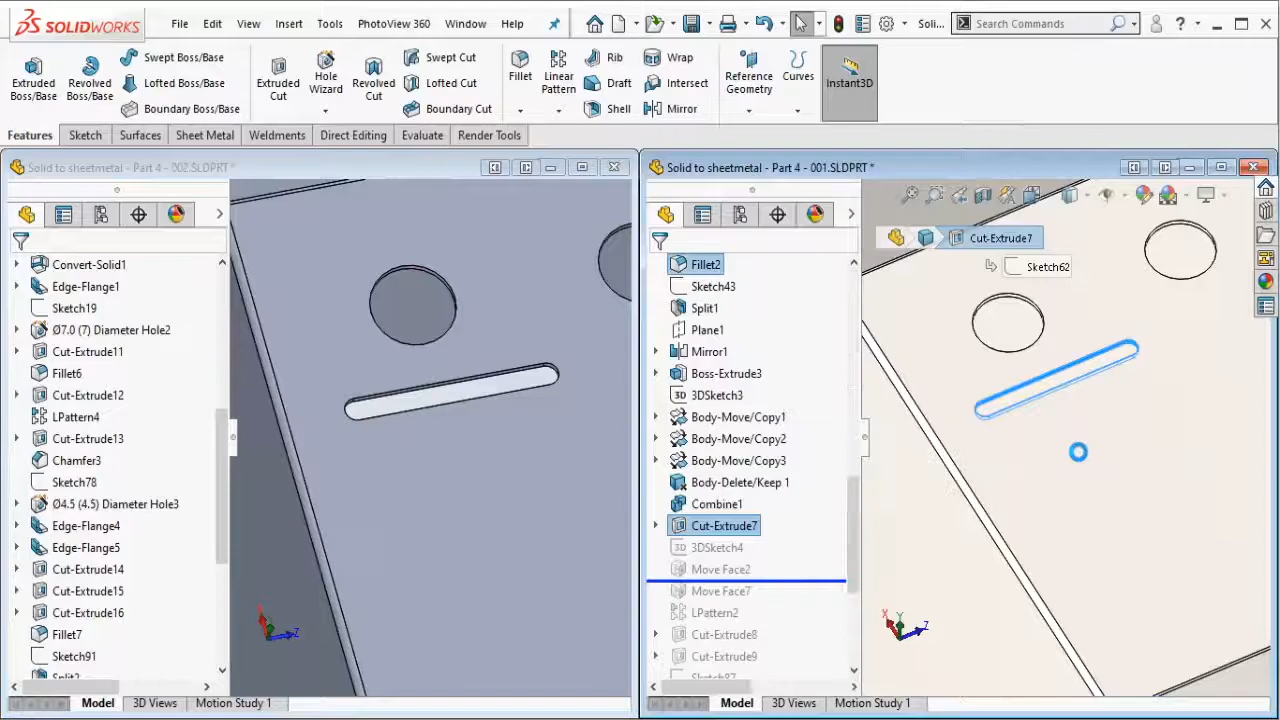 SOLIDWORKS
File
Edit
View
Insert
Tools
PhotoView 360
Window
Help
Soli...
Search Commands
Extruded Boss/Base
Revolved Boss/Base
Swept Boss/Base
Lofted Boss/Base
Boundary Boss/Base
Extruded Cut
Hole Wizard
Revolved Cut
Swept Cut
Lofted Cut
Boundary Cut
Fillet
Linear Pattern
Rib
Draft
Shell
Wrap
Intersect
Mirror
Reference Geometry
Curves
Instant3D
Features
Sketch
Surfaces
Sheet Metal
Weldments
Direct Editing
Evaluate
Render Tools
Solid to sheetmetal - Part 4 - 002.SLDPRT *
Convert-Solid1
Edge-Flange1
Sketch19
Ø7.0 (7) Diameter Hole2
Cut-Extrude11
Fillet6
Cut-Extrude12
LPattern4
Cut-Extrude13
Chamfer3
Sketch78
Ø4.5 (4.5) Diameter Hole3
Edge-Flange4
Edge-Flange5
Cut-Extrude14
Cut-Extrude15
Cut-Extrude16
Fillet7
Sketch91
Split2
Z
Model
3D Views
Motion Study 1
Solid to sheetmetal - Part 4 - 001.SLDPRT *
Fillet2
Sketch43
Split1
Plane1
Mirror1
Boss-Extrude3
3D 3DSketch3
Body-Move/Copy1
Body-Move/Copy2
Body-Move/Copy3
Body-Delete/Keep 1
Combine1
Cut-Extrude7
3D 3DSketch4
Move Face2
Move Face7
LPattern2
Cut-Extrude8
Cut-Extrude9
Sketch87
Cut-Extrude7
Sketch62
X
Y
Z
Model
3D Views
Motion Study 1